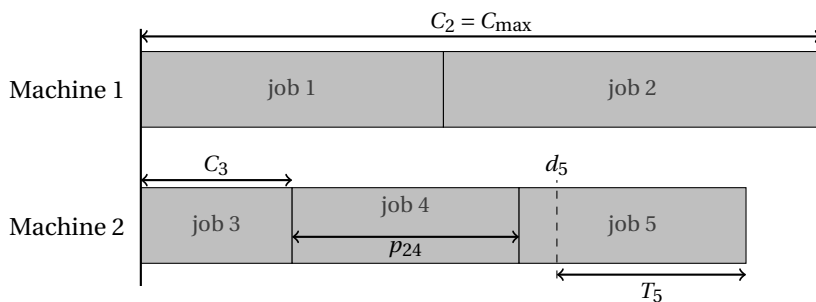 C₂ = Cmax
Machine 1
job 1
job 2
C₃
d₅
Machine 2
job 3
job 4
job 5
p₂₄
T₅